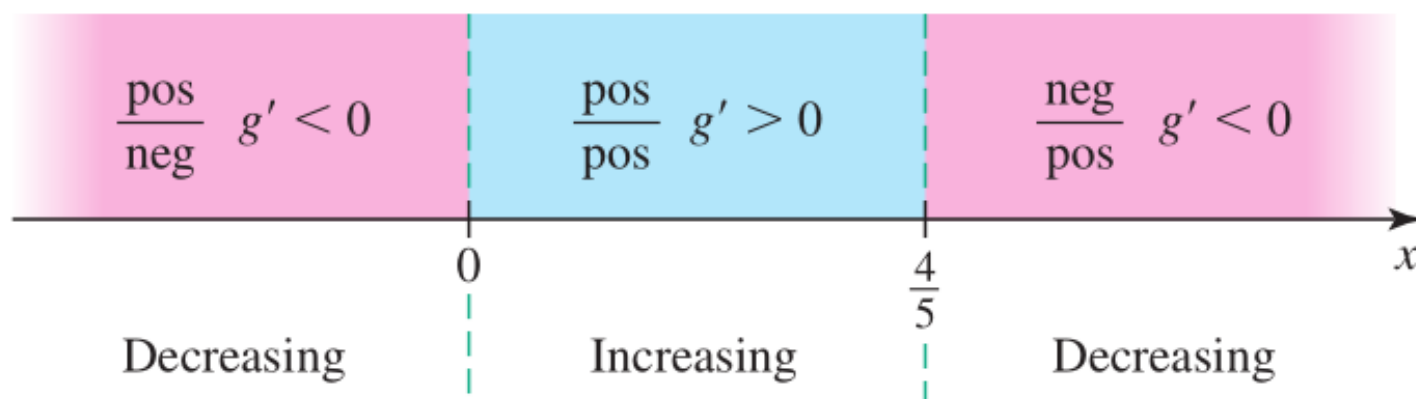 pos/neg g′ < 0 pos/pos g′ > 0 neg/pos g′ < 0
0 4/5 x
Decreasing Increasing Decreasing